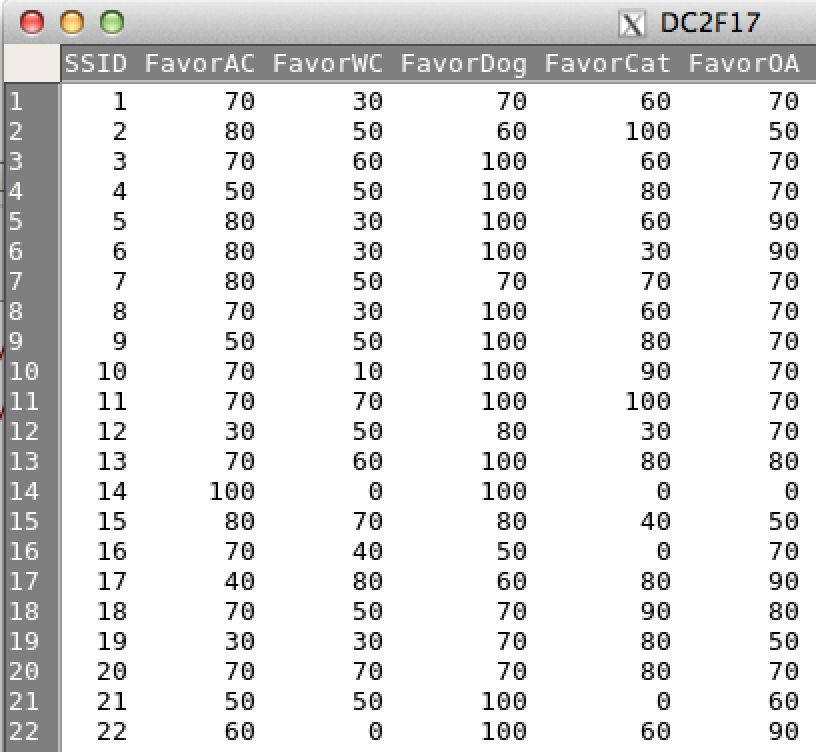 DC2F17
SSID FavorAC FavorWC FavorDog FavorCat FavorOA
1 1 70 30 70 60 70
2 2 80 50 60 100 50
3 3 70 60 100 60 70
4 4 50 50 100 80 70
5 5 80 30 100 60 90
6 6 80 30 100 30 90
7 7 80 50 70 70 70
8 8 70 30 100 60 70
9 9 50 50 100 80 70
10 10 70 10 100 90 70
11 11 70 70 100 100 70
12 12 30 50 80 30 70
13 13 70 60 100 80 80
14 14 100 0 100 0 0
15 15 80 70 80 40 50
16 16 70 40 50 0 70
17 17 40 80 60 80 90
18 18 70 50 70 90 80
19 19 30 30 70 80 50
20 20 70 70 70 80 70
21 21 50 50 100 0 60
22 22 60 0 100 60 90